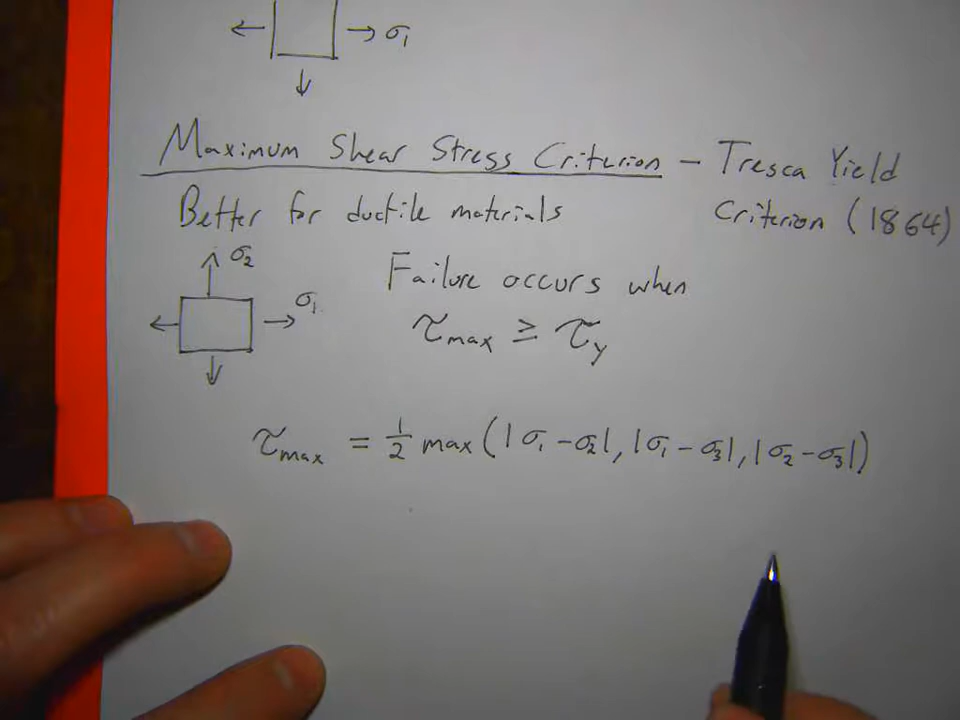 σ₁
Maximum Shear Stress Criterion – Tresca Yield
Criterion (1864)
Better for ductile materials
σ₂
σ₁
Failure occurs when
τmax ≥ τy
τmax = ½ max(|σ₁ – σ₂|, |σ₁ – σ₃|, |σ₂ – σ₃|)